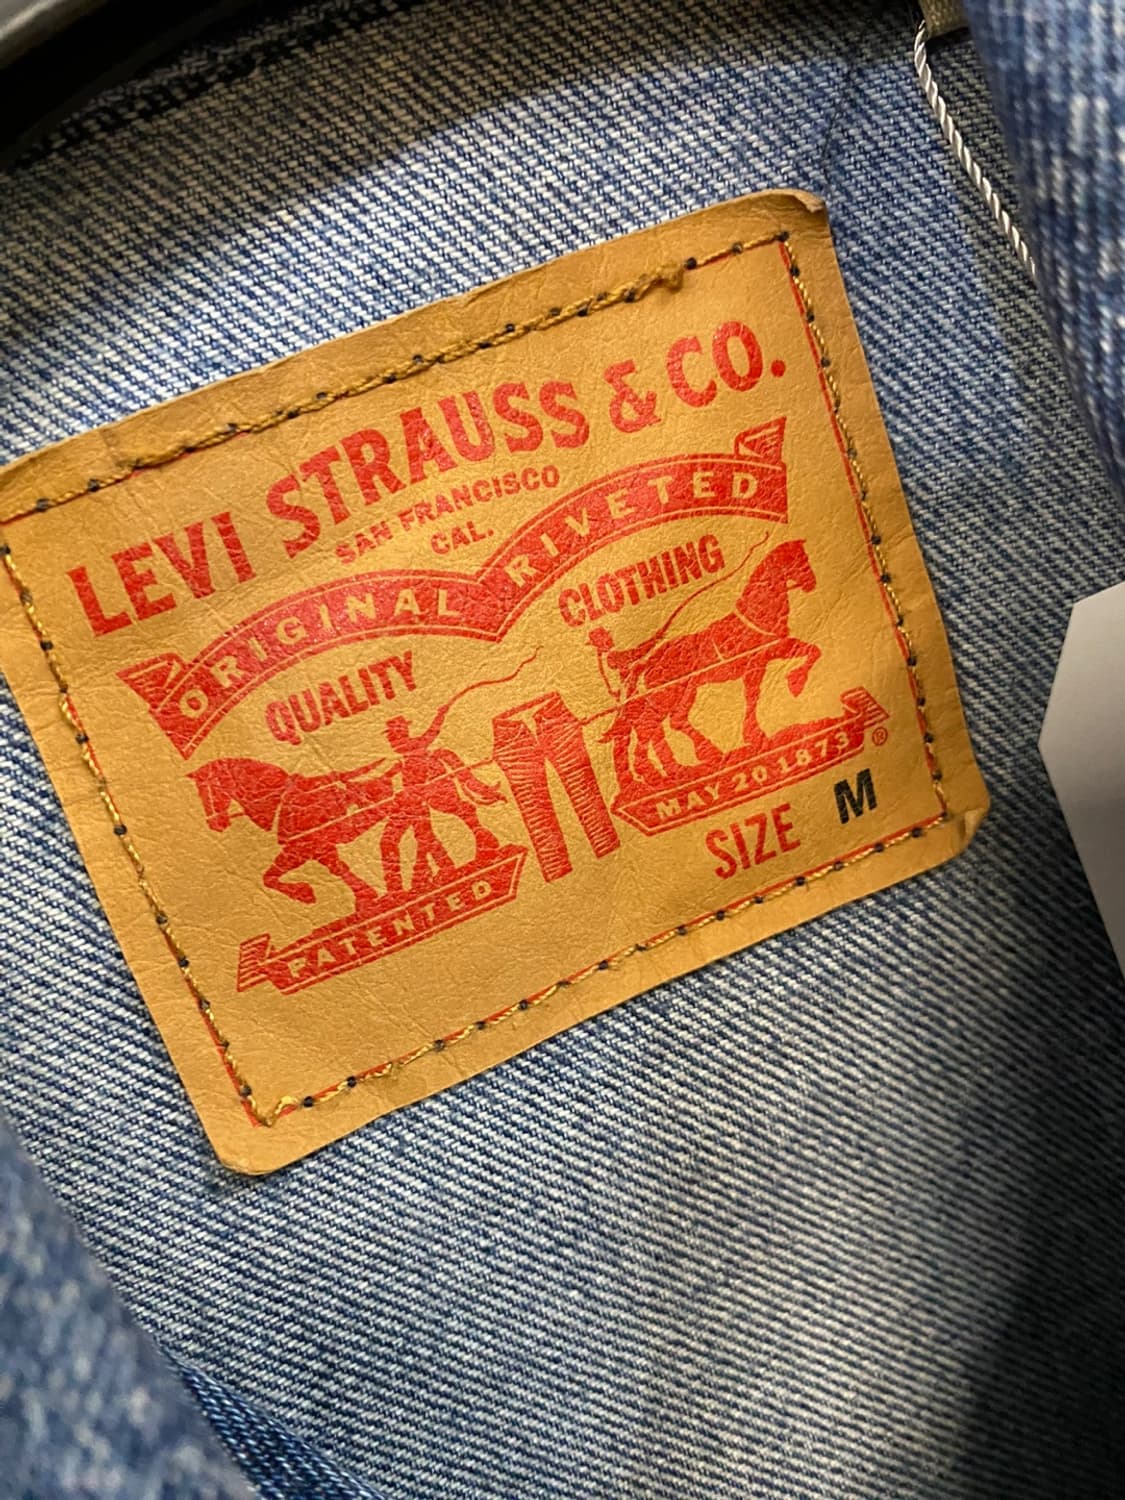 LEVI STRAUSS & CO.
SAN FRANCISCO
CAL.
ORIGINAL RIVETED
QUALITY CLOTHING
PATENTED
MAY 20 1873 ®
SIZE M